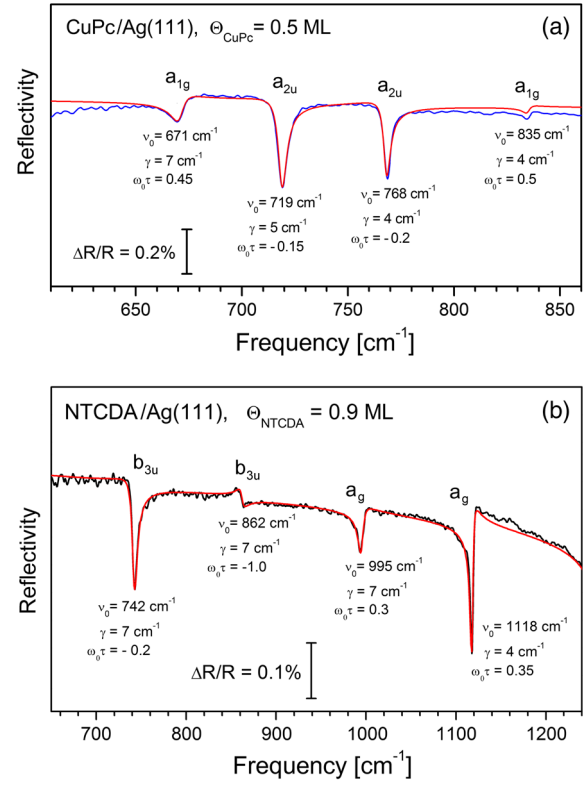 CuPc/Ag(111), Θ_CuPc = 0.5 ML
(a)
a1g
a2u
a2u
a1g
ν0= 671 cm-1
γ = 7 cm-1
ω0τ = 0.45
ν0= 719 cm-1
γ = 5 cm-1
ω0τ = - 0.15
ν0= 768 cm-1
γ = 4 cm-1
ω0τ = - 0.2
ν0= 835 cm-1
γ = 4 cm-1
ω0τ = 0.5
ΔR/R = 0.2%
Reflectivity
650 700 750 800 850
Frequency [cm-1]
NTCDA/Ag(111), Θ_NTCDA = 0.9 ML
(b)
b3u
b3u
ag
ag
ν0= 742 cm-1
γ = 7 cm-1
ω0τ = - 0.2
ν0= 862 cm-1
γ = 7 cm-1
ω0τ = -1.0
ν0= 995 cm-1
γ = 7 cm-1
ω0τ = 0.3
ν0= 1118 cm-1
γ = 4 cm-1
ω0τ = 0.35
ΔR/R = 0.1%
Reflectivity
700 800 900 1000 1100 1200
Frequency [cm-1]